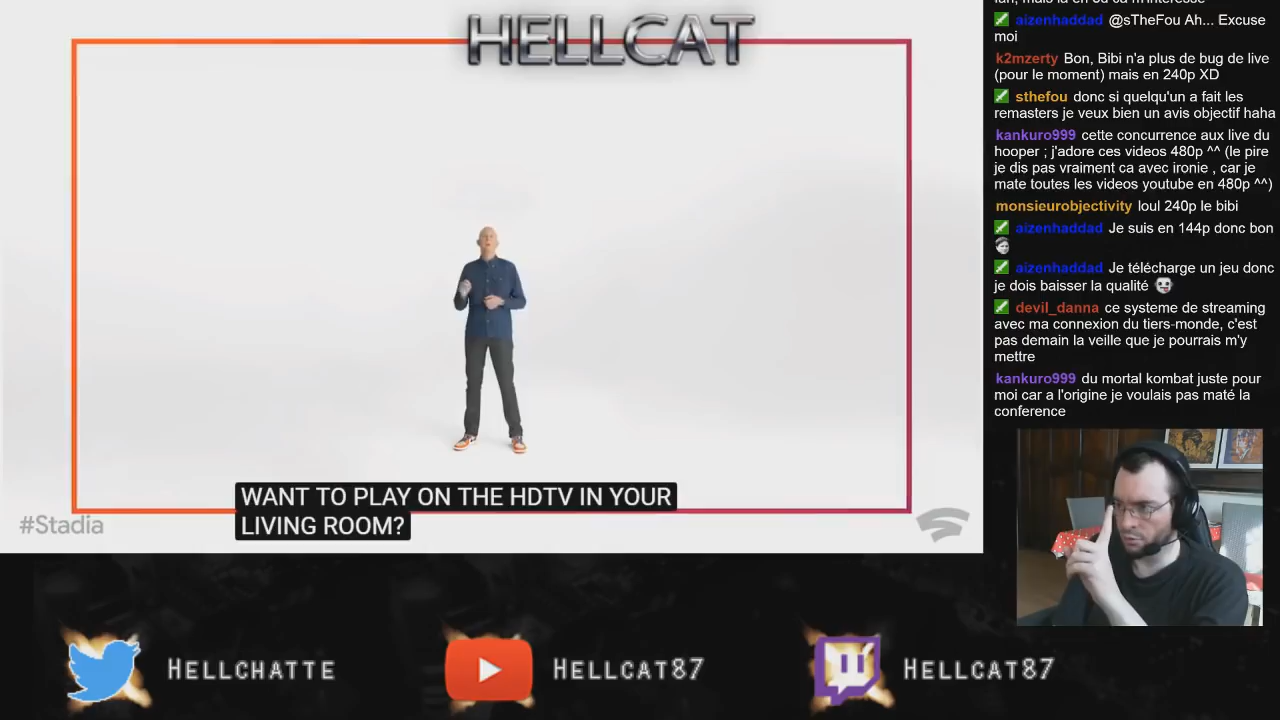 HELLCAT
WANT TO PLAY ON THE HDTV IN YOUR
LIVING ROOM?
#Stadia
aizenhaddad @sTheFou Ah... Excuse
moi
k2mzerty Bon, Bibi n'a plus de bug de live
(pour le moment) mais en 240p XD
sthefou donc si quelqu'un a fait les
remasters je veux bien un avis objectif haha
kankuro999 cette concurrence aux live du
hooper ; j'adore ces videos 480p ^^ (le pire
je dis pas vraiment ca avec ironie , car je
mate toutes les videos youtube en 480p ^^)
monsieurobjectivity loul 240p le bibi
aizenhaddad Je suis en 144p donc bon
aizenhaddad Je télécharge un jeu donc
je dois baisser la qualité
devil_danna ce systeme de streaming
avec ma connexion du tiers-monde, c'est
pas demain la veille que je pourrais m'y
mettre
kankuro999 du mortal kombat juste pour
moi car a l'origine je voulais pas maté la
conference
HELLCHATTE
HELLCAT87
HELLCAT87